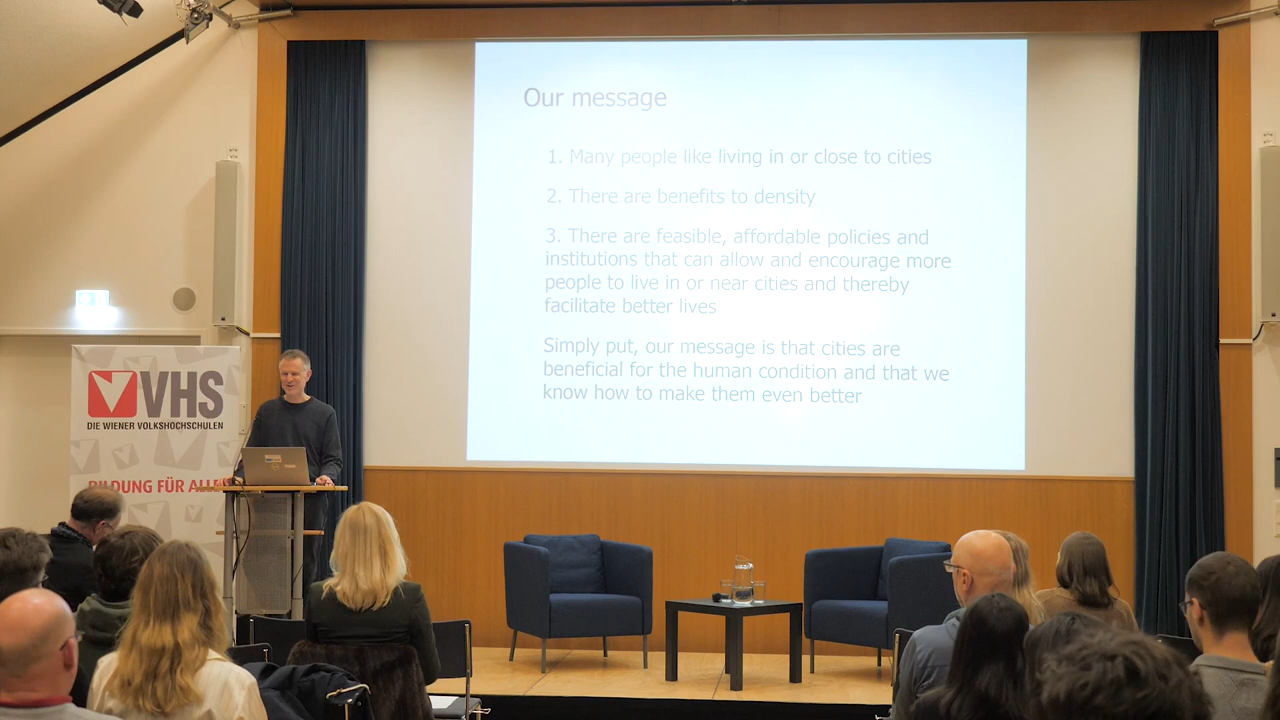 Our message
1. Many people like living in or close to cities
2. There are benefits to density
3. There are feasible, affordable policies and
institutions that can allow and encourage more
people to live in or near cities and thereby
facilitate better lives
Simply put, our message is that cities are
beneficial for the human condition and that we
know how to make them even better
VHS
DIE WIENER VOLKSHOCHSCHULEN
BILDUNG FÜR ALLE